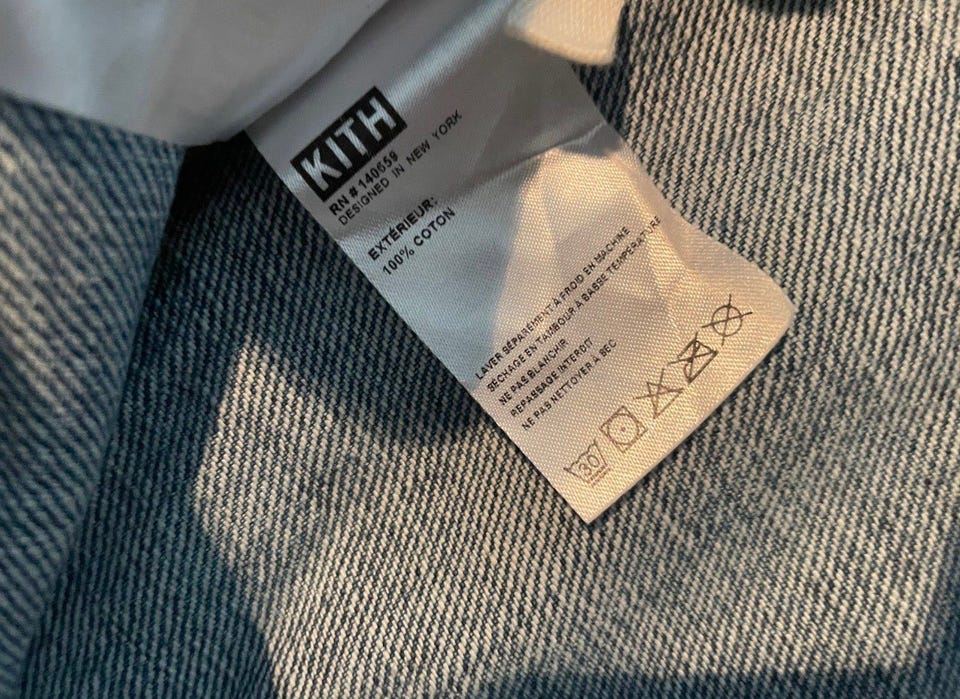 KITH
RN # 140659
DESIGNED IN NEW YORK
EXTÉRIEUR:
100% COTON
LAVER SÉPARÉMENT À FROID EN MACHINE
SÉCHAGE EN TAMBOUR À BASSE TEMPÉRATURE
NE PAS BLANCHIR
REPASSAGE INTERDIT
NE PAS NETTOYER À SEC
30